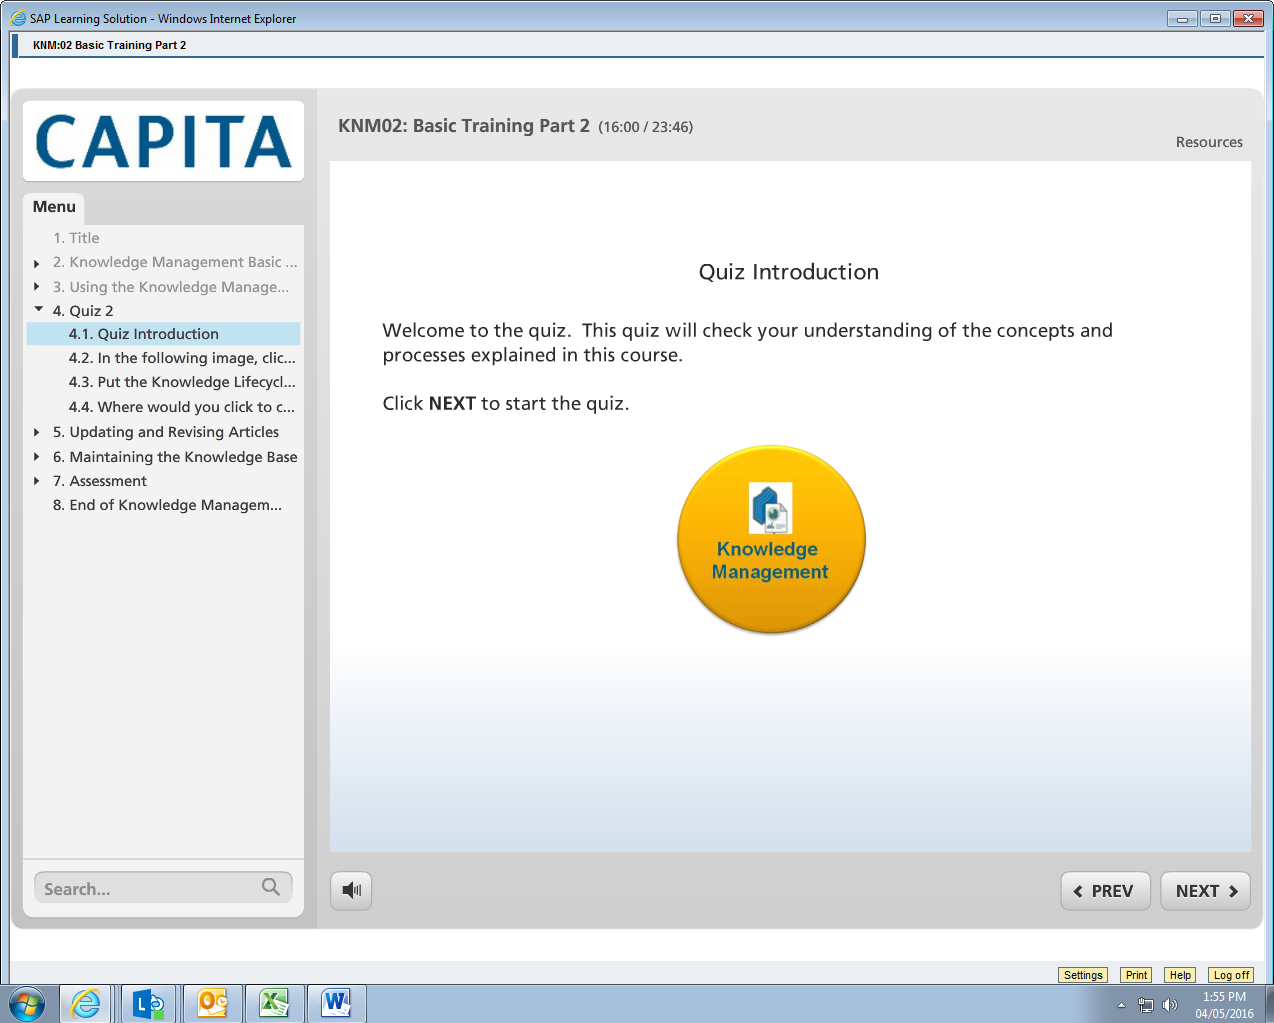 SAP Learning Solution - Windows Internet Explorer
KNM:02 Basic Training Part 2
CAPITA
KNM02: Basic Training Part 2 (16:00 / 23:46)
Resources
Menu
1. Title
2. Knowledge Management Basic ...
3. Using the Knowledge Manage...
4. Quiz 2
4.1. Quiz Introduction
4.2. In the following image, clic...
4.3. Put the Knowledge Lifecycl...
4.4. Where would you click to c...
5. Updating and Revising Articles
6. Maintaining the Knowledge Base
7. Assessment
8. End of Knowledge Managem...
Search...
Quiz Introduction
Welcome to the quiz. This quiz will check your understanding of the concepts and
processes explained in this course.
Click NEXT to start the quiz.
Knowledge
Management
PREV
NEXT
Settings
Print
Help
Log off
1:55 PM
04/05/2016